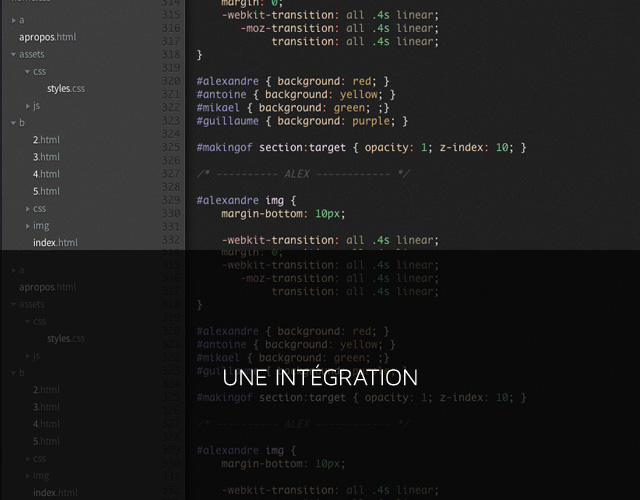 a
apropos.html
assets
css
styles.css
js
b
2.html
3.html
4.html
5.html
css
img
index.html
314 margin: 0;
315 -webkit-transition: all .4s linear;
316 -moz-transition: all .4s linear;
317 transition: all .4s linear;
318 }
319
320 #alexandre { background: red; }
321 #antoine { background: yellow; }
322 #mikael { background: green; ;}
323 #guillaume { background: purple; }
324
325 #makingof section:target { opacity: 1; z-index: 10; }
326
327 /* ---------- ALEX ------------ */
328
329 #alexandre img {
330 margin-bottom: 10px;
331
332 -webkit-transition: all .4s linear;
a
apropos.html
assets
css
styles.css
js
b
2.html
3.html
4.html
5.html
css
img
index.html
margin: 0;
-webkit-transition: all .4s linear;
-moz-transition: all .4s linear;
transition: all .4s linear;
}
#alexandre { background: red; }
#antoine { background: yellow; }
#mikael { background: green; ;}
UNE INTÉGRATION
#makingof section:target { opacity: 1; z-index: 10; }
/* ---------- ALEX ------------ */
#alexandre img {
margin-bottom: 10px;
-webkit-transition: all .4s linear;